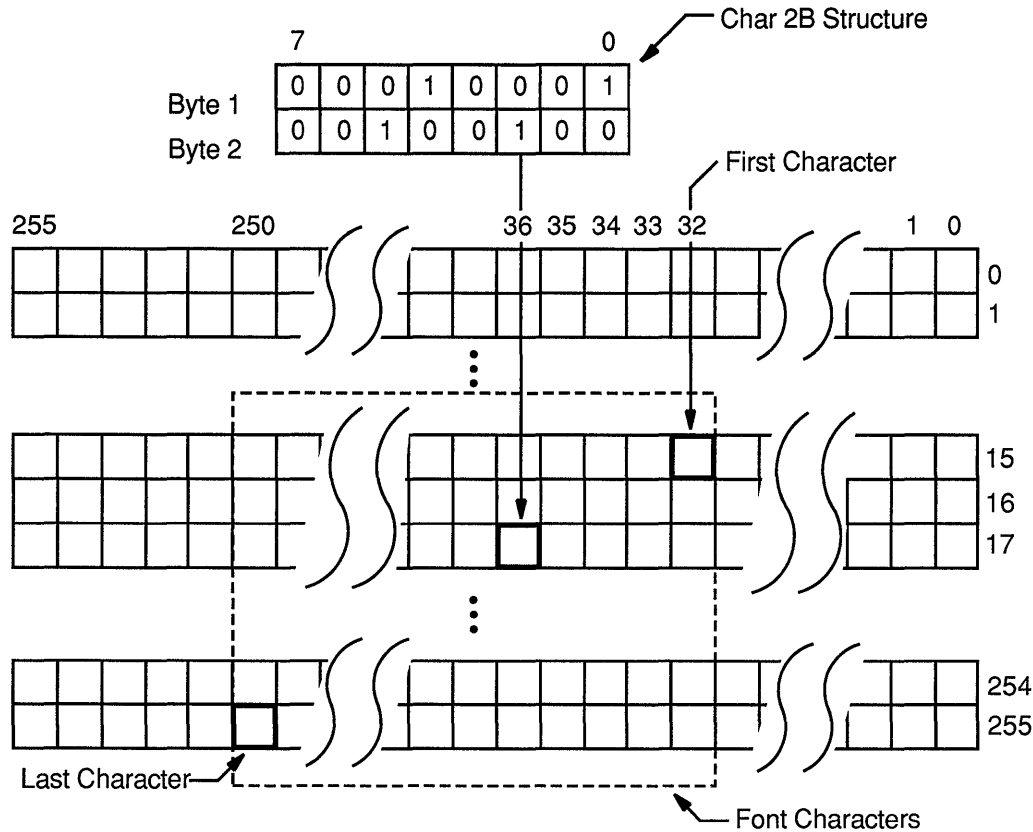 Char 2B Structure
7 0
Byte 1 0 0 0 1 0 0 0 1
Byte 2 0 0 1 0 0 1 0 0
First Character
255 250 36 35 34 33 32 1 0
0
1
15
16
17
254
255
Last Character
Font Characters